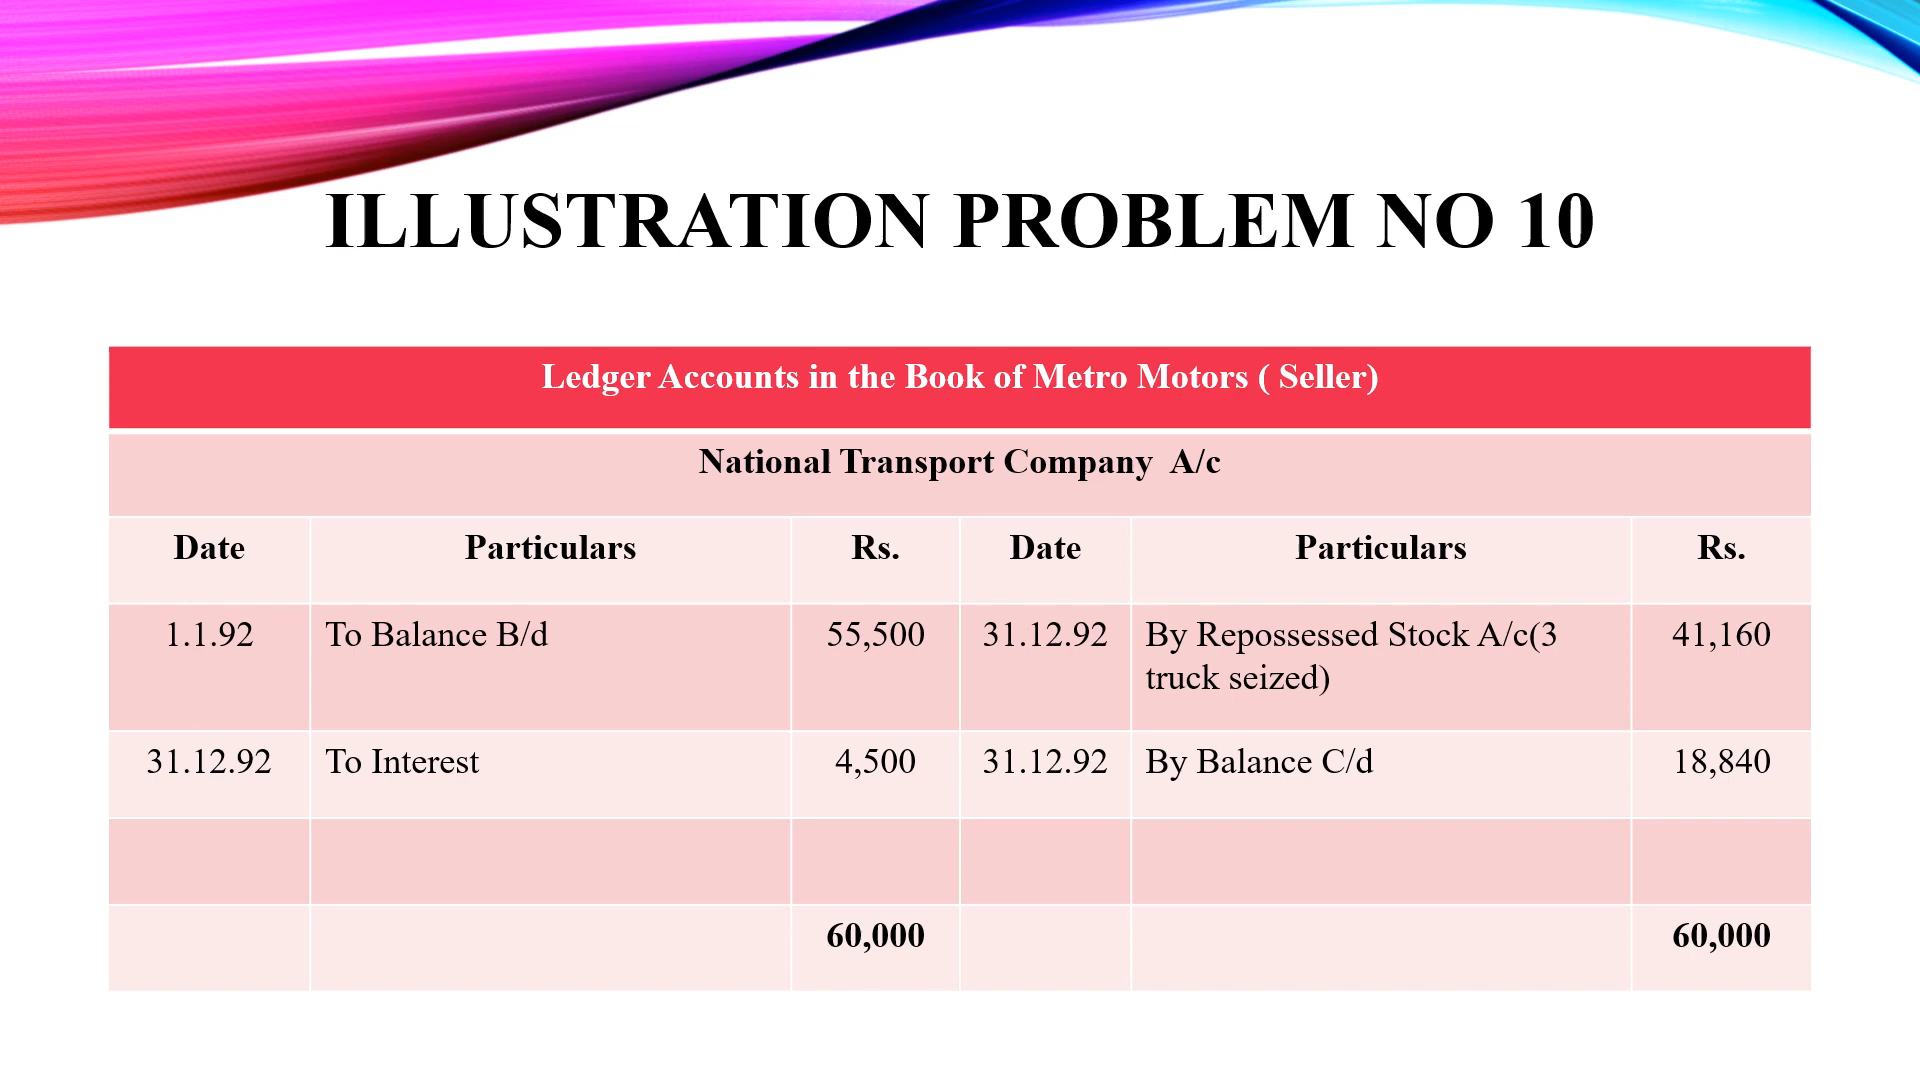 ILLUSTRATION PROBLEM NO 10
Ledger Accounts in the Book of Metro Motors ( Seller)
National Transport Company A/c
Date Particulars Rs. Date Particulars Rs.
1.1.92 To Balance B/d 55,500 31.12.92 By Repossessed Stock A/c(3 41,160
truck seized)
31.12.92 To Interest 4,500 31.12.92 By Balance C/d 18,840
60,000 60,000